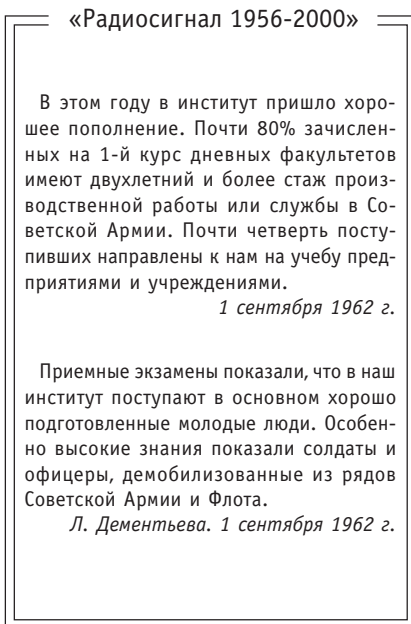 «Радиосигнал 1956-2000»
В этом году в институт пришло хоро-
шее пополнение. Почти 80% зачислен-
ных на 1-й курс дневных факультетов
имеют двухлетний и более стаж произ-
водственной работы или службы в Со-
ветской Армии. Почти четверть посту-
пивших направлены к нам на учебу пред-
приятиями и учреждениями.
1 сентября 1962 г.
Приемные экзамены показали, что в наш
институт поступают в основном хорошо
подготовленные молодые люди. Особен-
но высокие знания показали солдаты и
офицеры, демобилизованные из рядов
Советской Армии и Флота.
Л. Дементьева. 1 сентября 1962 г.